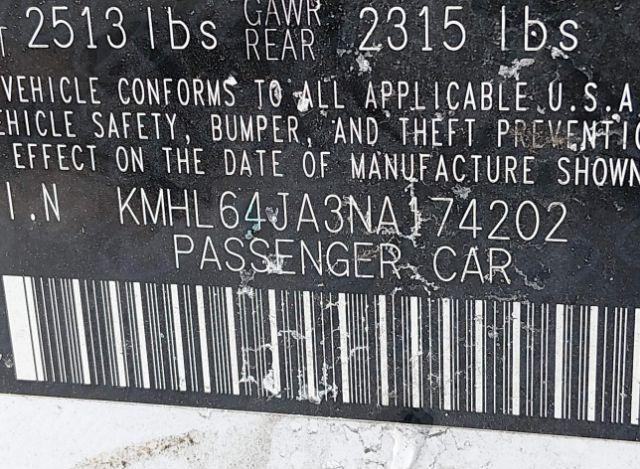 T 2513 lbs GAWR REAR 2315 lbs
VEHICLE CONFORMS TO ALL APPLICABLE U.S.A
EHICLE SAFETY, BUMPER, AND THEFT PREVENTIO
EFFECT ON THE DATE OF MANUFACTURE SHOWN
I.N KMHL64JA3NA174202
PASSENGER CAR